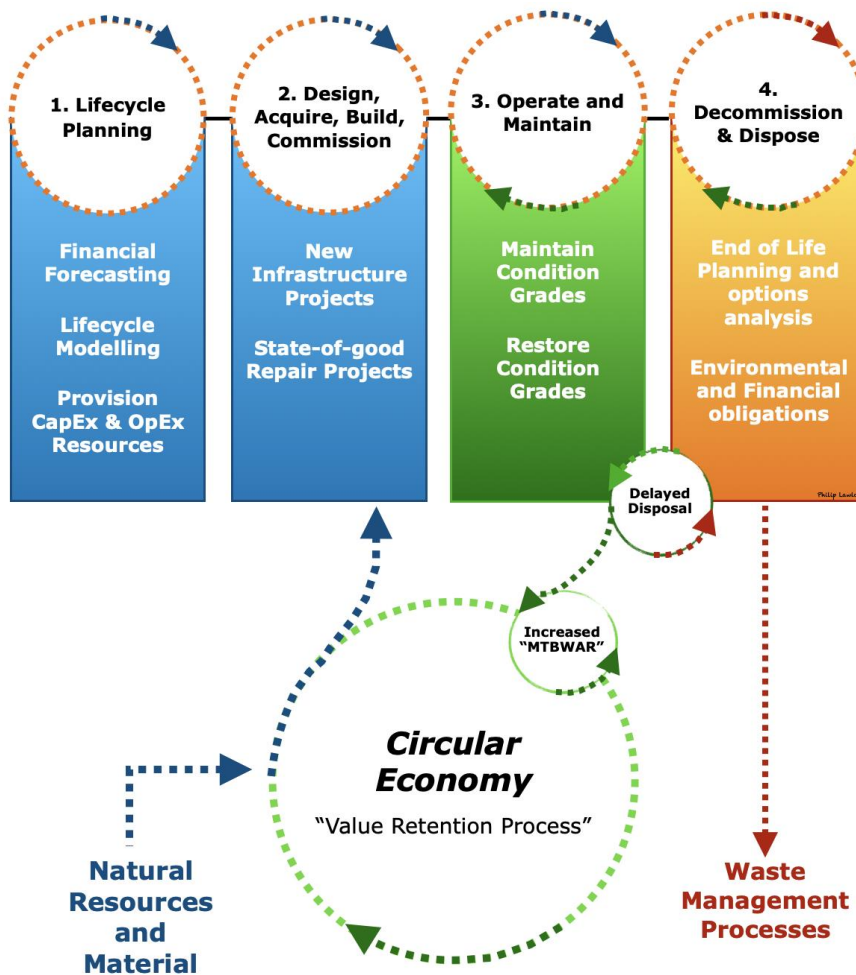 1. Lifecycle
Planning
2. Design,
Acquire, Build,
Commission
3. Operate and
Maintain
4.
Decommission
& Dispose
Financial
Forecasting
Lifecycle
Modelling
Provision
CapEx & OpEx
Resources
New
Infrastructure
Projects
State-of-good
Repair Projects
Maintain
Condition
Grades
Restore
Condition
Grades
End of Life
Planning and
options
analysis
Environmental
and Financial
obligations
Philip
Delayed
Disposal
Increased
“MTBWAR”
Circular
Economy
“Value Retention Process”
Natural
Resources
and
Material
Waste
Management
Processes